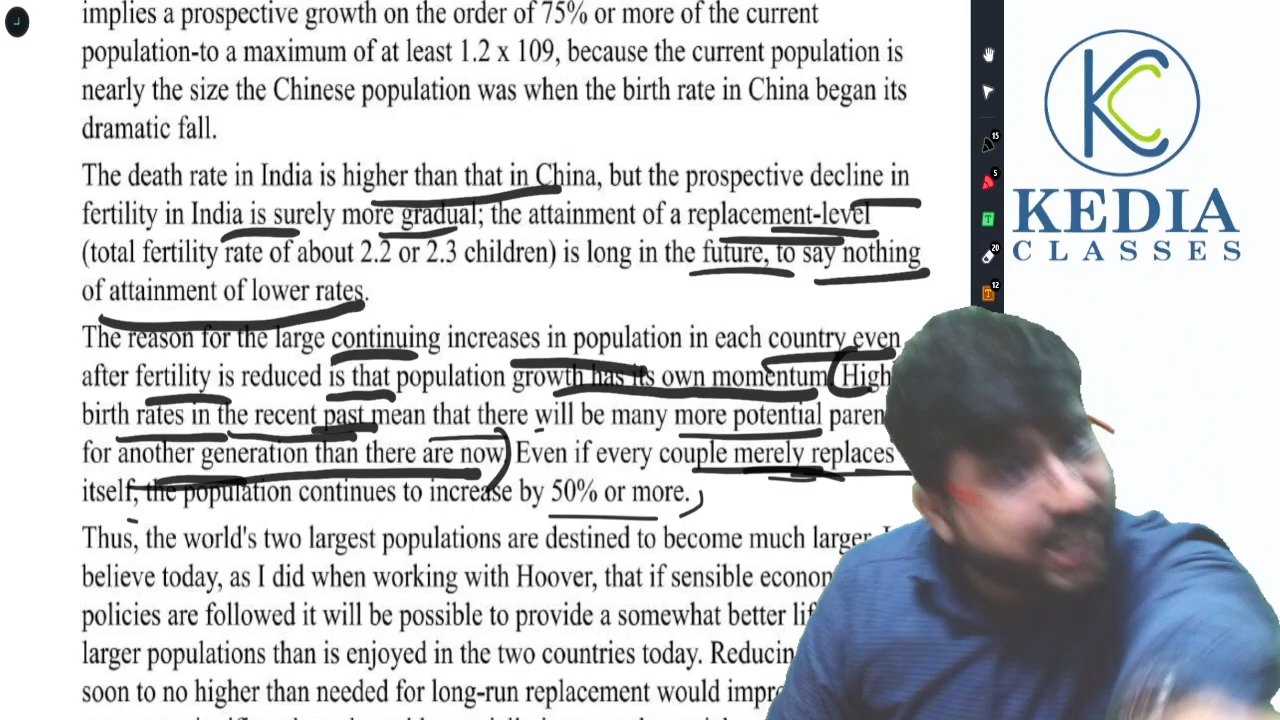 implies a prospective growth on the order of 75% or more of the current
population-to a maximum of at least 1.2 x 109, because the current population is
nearly the size the Chinese population was when the birth rate in China began its
dramatic fall.
The death rate in India is higher than that in China, but the prospective decline in
fertility in India is surely more gradual; the attainment of a replacement-level
(total fertility rate of about 2.2 or 2.3 children) is long in the future, to say nothing
of attainment of lower rates.
The reason for the large continuing increases in population in each country even
after fertility is reduced is that population growth has its own momentum. High
birth rates in the recent past mean that there will be many more potential
for another generation than there are now. Even if every couple merely replaces
itself, the population continues to increase by 50% or more.
Thus, the world's two largest populations are destined to become much larger. I
believe today, as I did when working with Hoover, that if sensible
policies are followed it will be possible to provide a somewhat better
larger populations than is enjoyed in the two countries today.
soon to no higher than needed for long-run replacement would
15
5
T
20
T
12
KC
KEDIA
CLASSES